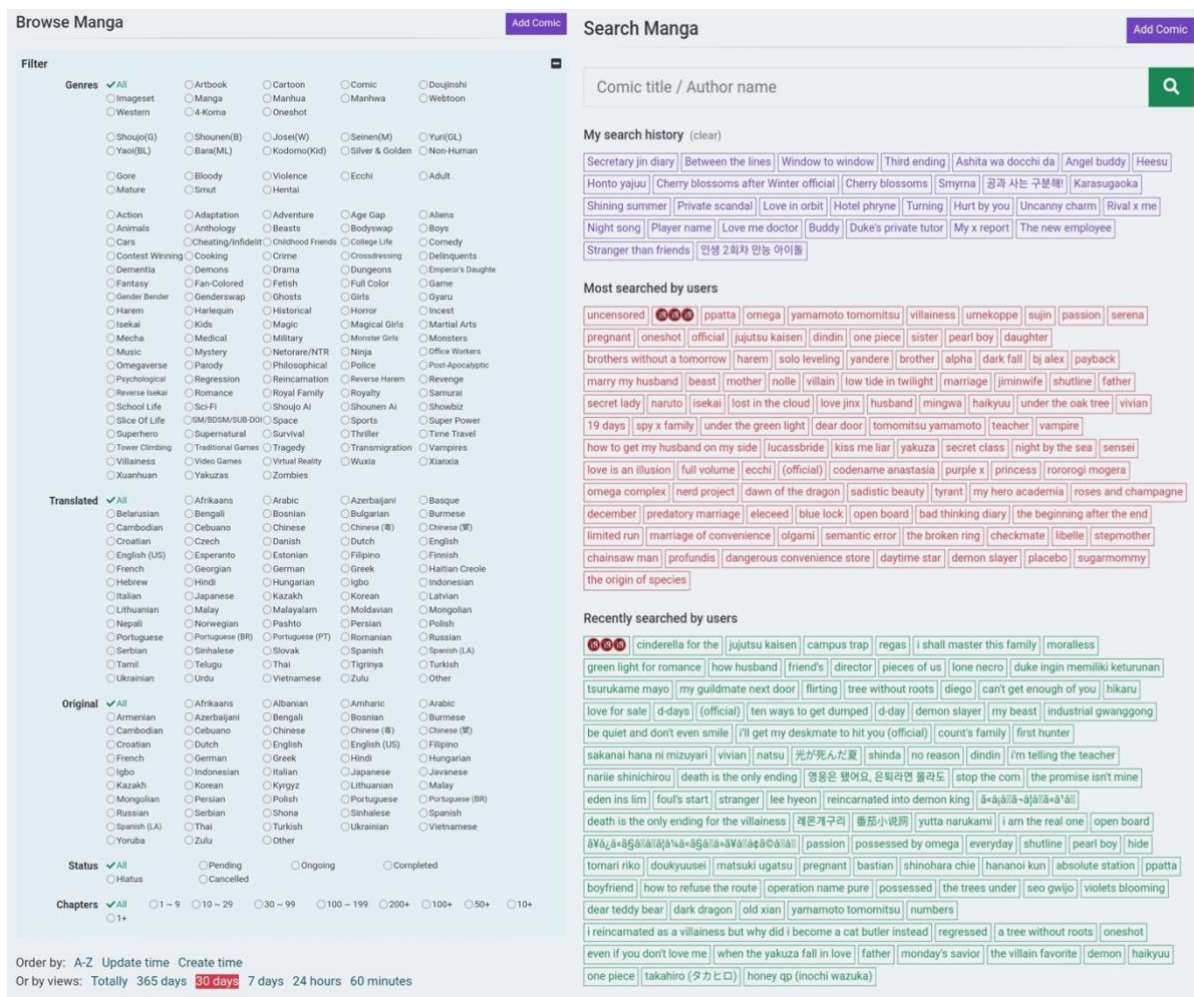 Browse Manga
Add Comic
Filter
Genres All Artbook Cartoon Comic Doujinshi
Imageset Manga Manhua Manhwa Webtoon
Western 4-Koma Oneshot
Shoujo(G) Shounen(B) Josei(W) Seinen(M) Yuri(GL)
Yaoi(BL) Bara(ML) Kodomo(Kid) Silver & Golden Non-Human
Gore Bloody Violence Ecchi Adult
Mature Smut Hentai
Action Adaptation Adventure Age Gap Aliens
Animals Anthology Beasts Bodyswap Boys
Cars Cheating/Infidelit Childhood Friends College Life Comedy
Contest Winning Cooking Crime Crossdressing Delinquents
Dementia Demons Drama Dungeons Emperor's Daughte
Fantasy Fan-Colored Fetish Full Color Game
Gender Bender Genderswap Ghosts Girls Gyaru
Harem Harlequin Historical Horror Incest
Isekai Kids Magic Magical Girls Martial Arts
Mecha Medical Military Monster Girls Monsters
Music Mystery Netorare/NTR Ninja Office Workers
Omegaverse Parody Philosophical Police Post-Apocalyptic
Psychological Regression Reincarnation Reverse Harem Revenge
Reverse Isekai Romance Royal Family Royalty Samurai
School Life Sci-Fi Shoujo Ai Shounen Ai Showbiz
Slice Of Life SM/BDSM/SUB-DO Space Sports Super Power
Superhero Supernatural Survival Thriller Time Travel
Tower Climbing Traditional Games Tragedy Transmigration Vampires
Villainess Video Games Virtual Reality Wuxia Xianxia
Xuanhuan Yakuzas Zombies
Translated All Afrikaans Arabic Azerbaijani Basque
Belarusian Bengali Bosnian Bulgarian Burmese
Cambodian Cebuano Chinese Chinese (粵) Chinese (繁)
Croatian Czech Danish Dutch English
English (US) Esperanto Estonian Filipino Finnish
French Georgian German Greek Haitian Creole
Hebrew Hindi Hungarian Igbo Indonesian
Italian Japanese Kazakh Korean Latvian
Lithuanian Malay Malayalam Moldavian Mongolian
Nepali Norwegian Pashto Persian Polish
Portuguese Portuguese (BR) Portuguese (PT) Romanian Russian
Serbian Sinhalese Slovak Spanish Spanish (LA)
Tamil Telugu Thai Tigrinya Turkish
Ukrainian Urdu Vietnamese Zulu Other
Original All Afrikaans Albanian Amharic Arabic
Armenian Azerbaijani Bengali Bosnian Burmese
Cambodian Cebuano Chinese Chinese (粵) Chinese (繁)
Croatian Dutch English English (US) Filipino
French German Greek Hindi Hungarian
Igbo Indonesian Italian Japanese Javanese
Kazakh Korean Kyrgyz Lithuanian Malay
Mongolian Persian Polish Portuguese Portuguese (BR)
Russian Serbian Shona Sinhalese Spanish
Spanish (LA) Thai Turkish Ukrainian Vietnamese
Yoruba Zulu Other
Status All Pending Ongoing Completed
Hiatus Cancelled
Chapters All 1 ~ 9 10 ~ 29 30 ~ 99 100 ~ 199 200+ 100+ 50+ 10+
1+
Order by: A-Z Update time Create time
Or by views: Totally 365 days 30 days 7 days 24 hours 60 minutes
Search Manga
Add Comic
Comic title / Author name
My search history (clear)
Secretary jin diary Between the lines Window to window Third ending Ashita wa docchi da Angel buddy Heesu
Honto yajuu Cherry blossoms after Winter official Cherry blossoms Smyrna 공과 사는 구분해! Karasugaoka
Shining summer Private scandal Love in orbit Hotel phryne Turning Hurt by you Uncanny charm Rival x me
Night song Player name Love me doctor Buddy Duke's private tutor My x report The new employee
Stranger than friends 인생 2회차 만능 아이돌
Most searched by users
uncensored 🔞🔞🔞 ppatta omega yamamoto tomomitsu villainess umekoppe sujin passion serena
pregnant oneshot official jujutsu kaisen dindin one piece sister pearl boy daughter
brothers without a tomorrow harem solo leveling yandere brother alpha dark fall bj alex payback
marry my husband beast mother nolle villain low tide in twilight marriage jiminwife shutline father
secret lady naruto isekai lost in the cloud love jinx husband mingwa haikyuu under the oak tree vivian
19 days spy x family under the green light dear door tomomitsu yamamoto teacher vampire
how to get my husband on my side lucassbride kiss me liar yakuza secret class night by the sea sensei
love is an illusion full volume ecchi (official) codename anastasia purple x princess rororogi mogera
omega complex nerd project dawn of the dragon sadistic beauty tyrant my hero academia roses and champagne
december predatory marriage eleceed blue lock open board bad thinking diary the beginning after the end
limited run marriage of convenience olgami semantic error the broken ring checkmate libelle stepmother
chainsaw man profundis dangerous convenience store daytime star demon slayer placebo sugarmommy
the origin of species
Recently searched by users
🔞🔞🔞 cinderella for the jujutsu kaisen campus trap regas i shall master this family moralless
green light for romance how husband friend's director pieces of us lone necro duke ingin memiliki keturunan
tsurukame mayo my guildmate next door flirting tree without roots diego can't get enough of you hikaru
love for sale d-days (official) ten ways to get dumped d-day demon slayer my beast industrial gwanggong
be quiet and don't even smile i'll get my deskmate to hit you (official) count's family first hunter
sakanai hana ni mizuyari vivian natsu 光が死んだ夏 shinda no reason dindin i'm telling the teacher
nariie shinichirou death is the only ending 영웅은 됐어요, 은퇴라면 몰라도 stop the com the promise isn't mine
eden ins lim foul's start stranger lee hyeon reincarnated into demon king
death is the only ending for the villainess 레몬개구리 番茄小说网 yutta narukami i am the real one open board
passion possessed by omega everyday shutline pearl boy hide
tomari riko doukyuusei matsuki ugatsu pregnant bastian shinohara chie hananoi kun absolute station ppatta
boyfriend how to refuse the route operation name pure possessed the trees under seo gwijo violets blooming
dear teddy bear dark dragon old xian yamamoto tomomitsu numbers
i reincarnated as a villainess but why did i become a cat butler instead regressed a tree without roots oneshot
even if you don't love me when the yakuza fall in love father monday's savior the villain favorite demon haikyuu
one piece takahiro (タカヒロ) honey qp (inochi wazuka)